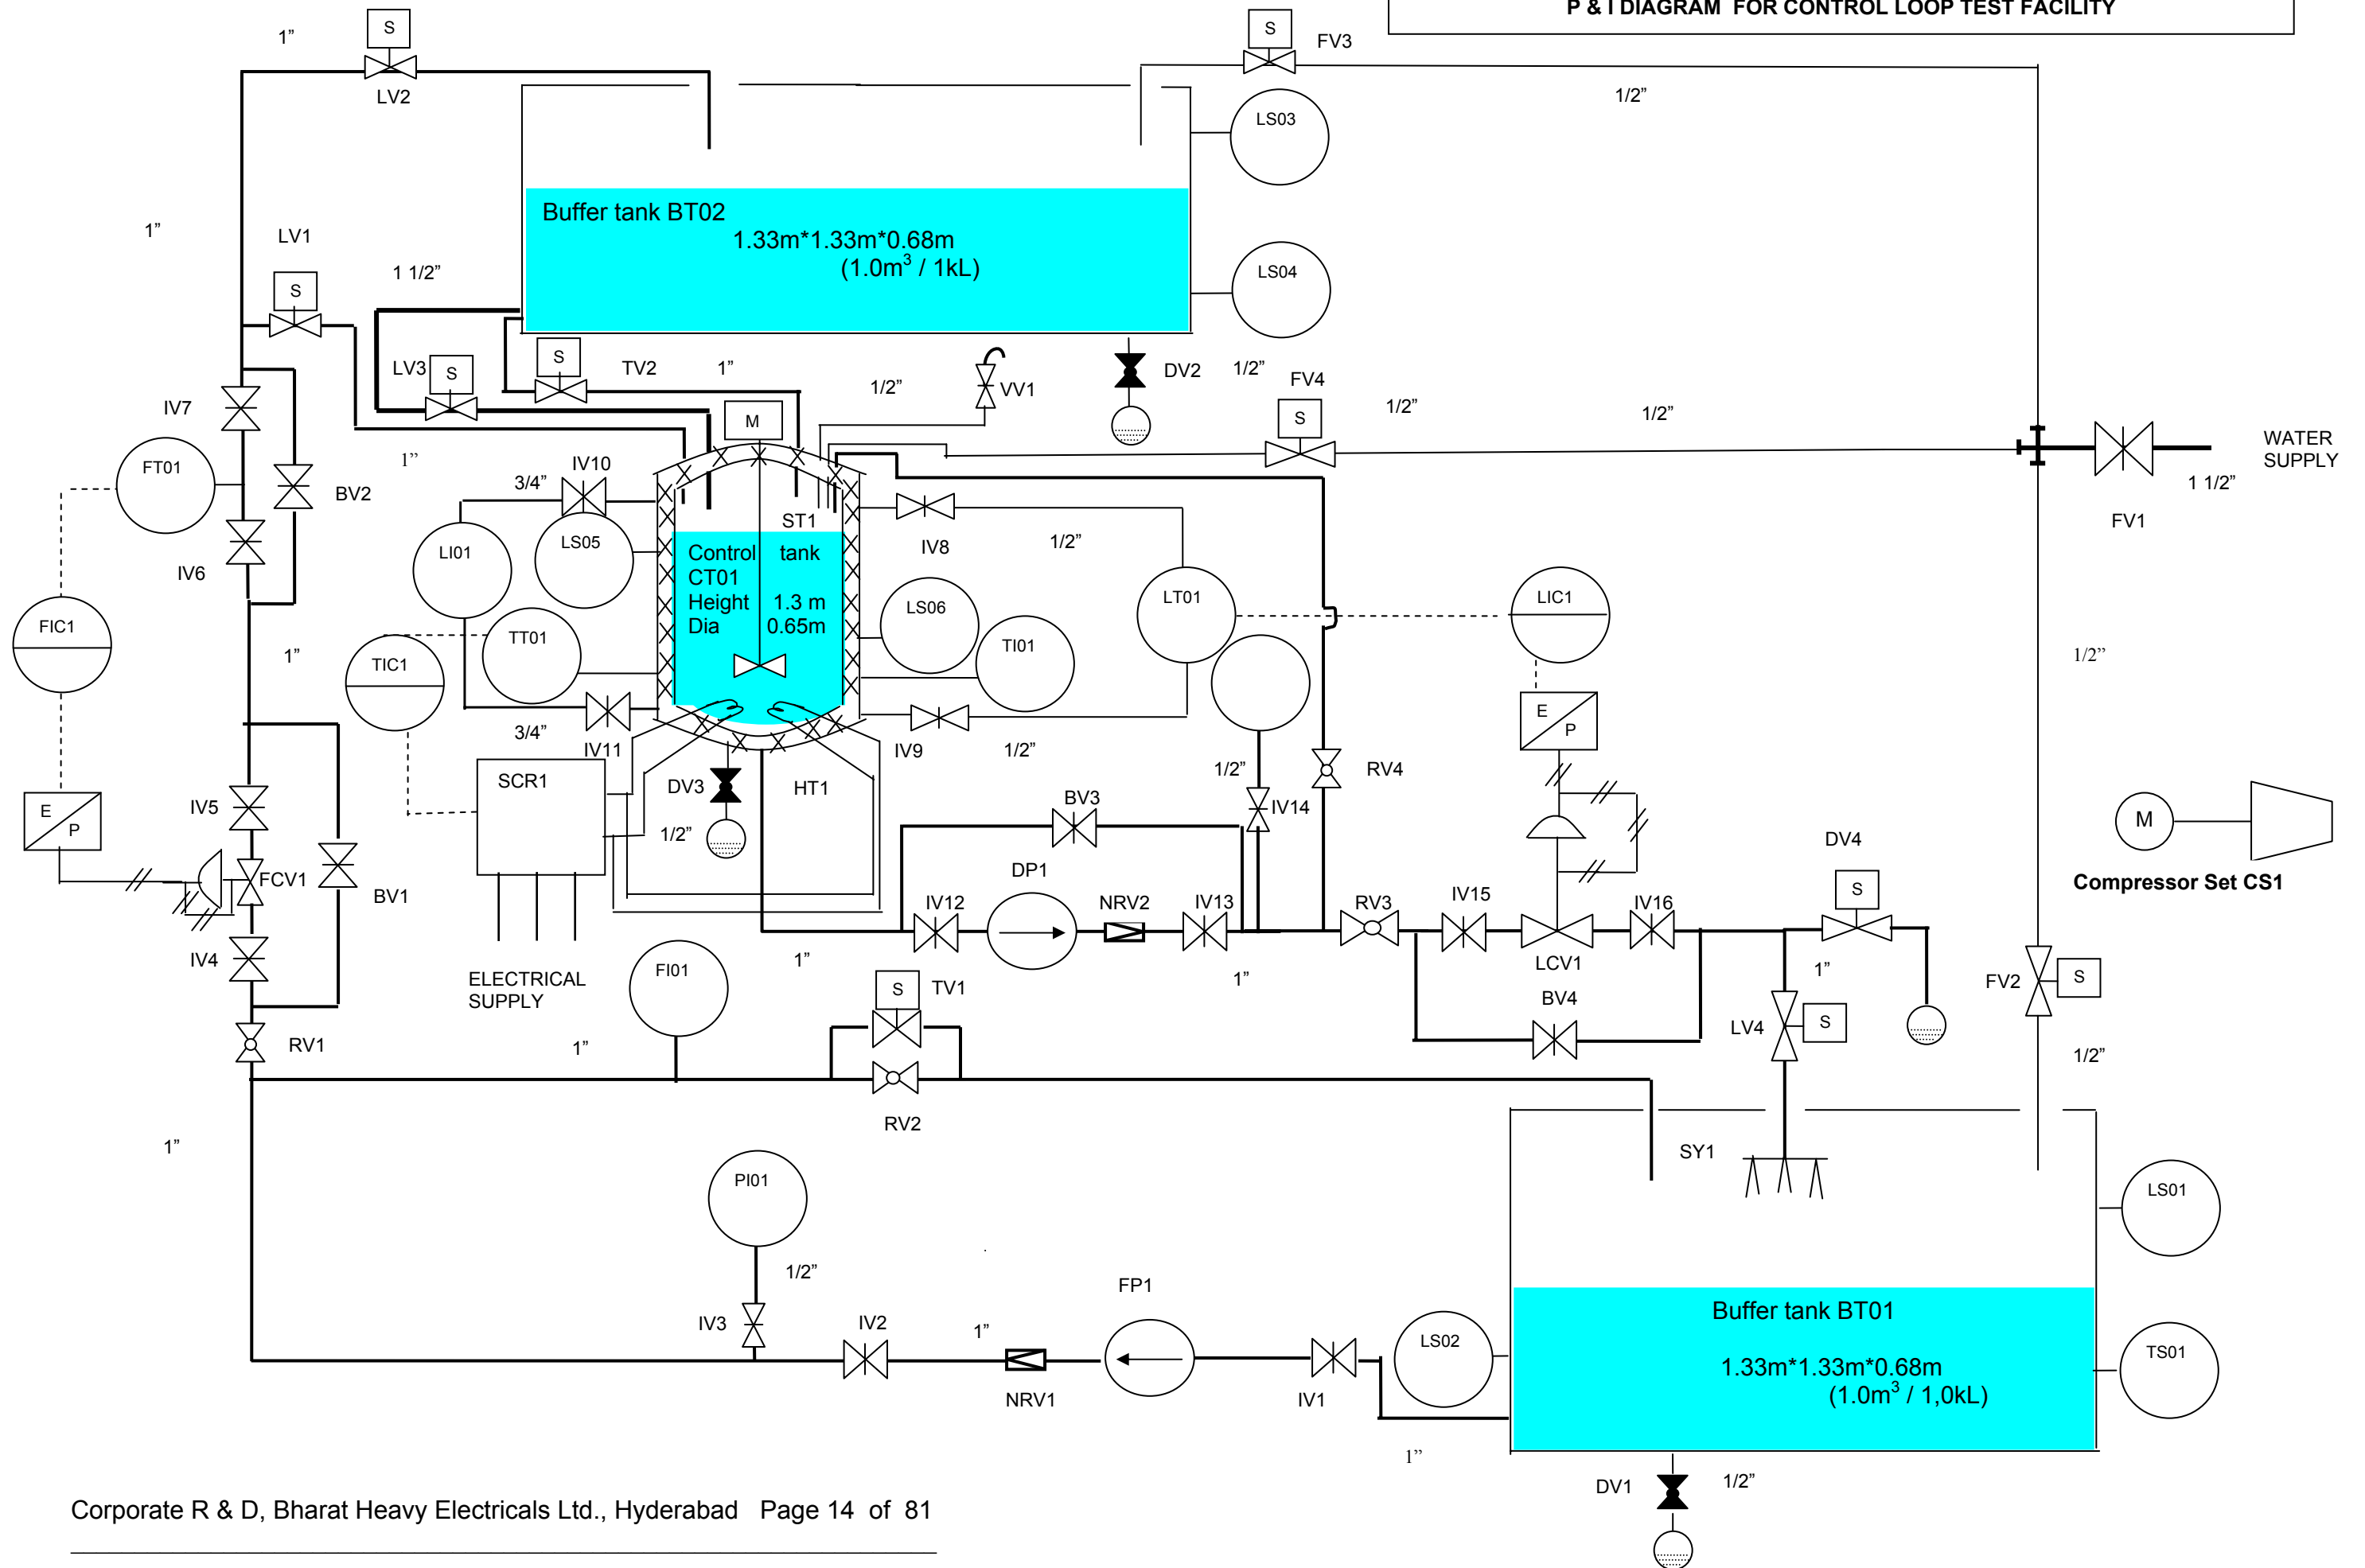 P & I DIAGRAM FOR CONTROL LOOP TEST FACILITY
S
1”
LV2
S
FV3
1/2”
LS03
Buffer tank BT02
1.33m*1.33m*0.68m
(1.0m3 / 1kL)
1”
LV1
S
1 1/2”
LS04
LV3
S
S
TV2
1”
1/2”
VV1
DV2
1/2”
FV4
S
1/2”
1/2”
IV7
M
WATER
SUPPLY
1 1/2”
FV1
FT01
1”
IV10
3/4”
BV2
LI01
LS05
ST1
IV8
1/2”
IV6
Control tank
CT01
Height 1.3 m
Dia 0.65m
LS06
LT01
LIC1
FIC1
TIC1
TT01
TI01
1”
1/2”
3/4”
IV11
IV9
1/2”
E
P
SCR1
DV3
HT1
1/2”
RV4
IV5
E
P
1/2”
BV3
IV14
M
DV4
FCV1
BV1
DP1
Compressor Set CS1
S
IV12
NRV2
IV13
RV3
IV15
IV16
IV4
ELECTRICAL
SUPPLY
FI01
1”
1”
LCV1
1”
FV2
S
S
TV1
BV4
LV4
S
RV1
1”
1/2”
RV2
1”
SY1
PI01
LS01
1/2”
FP1
IV3
IV2
1”
LS02
Buffer tank BT01
TS01
1.33m*1.33m*0.68m
(1.0m3 / 1,0kL)
NRV1
IV1
1”
DV1
1/2”
Corporate R & D, Bharat Heavy Electricals Ltd., Hyderabad Page 14 of 81